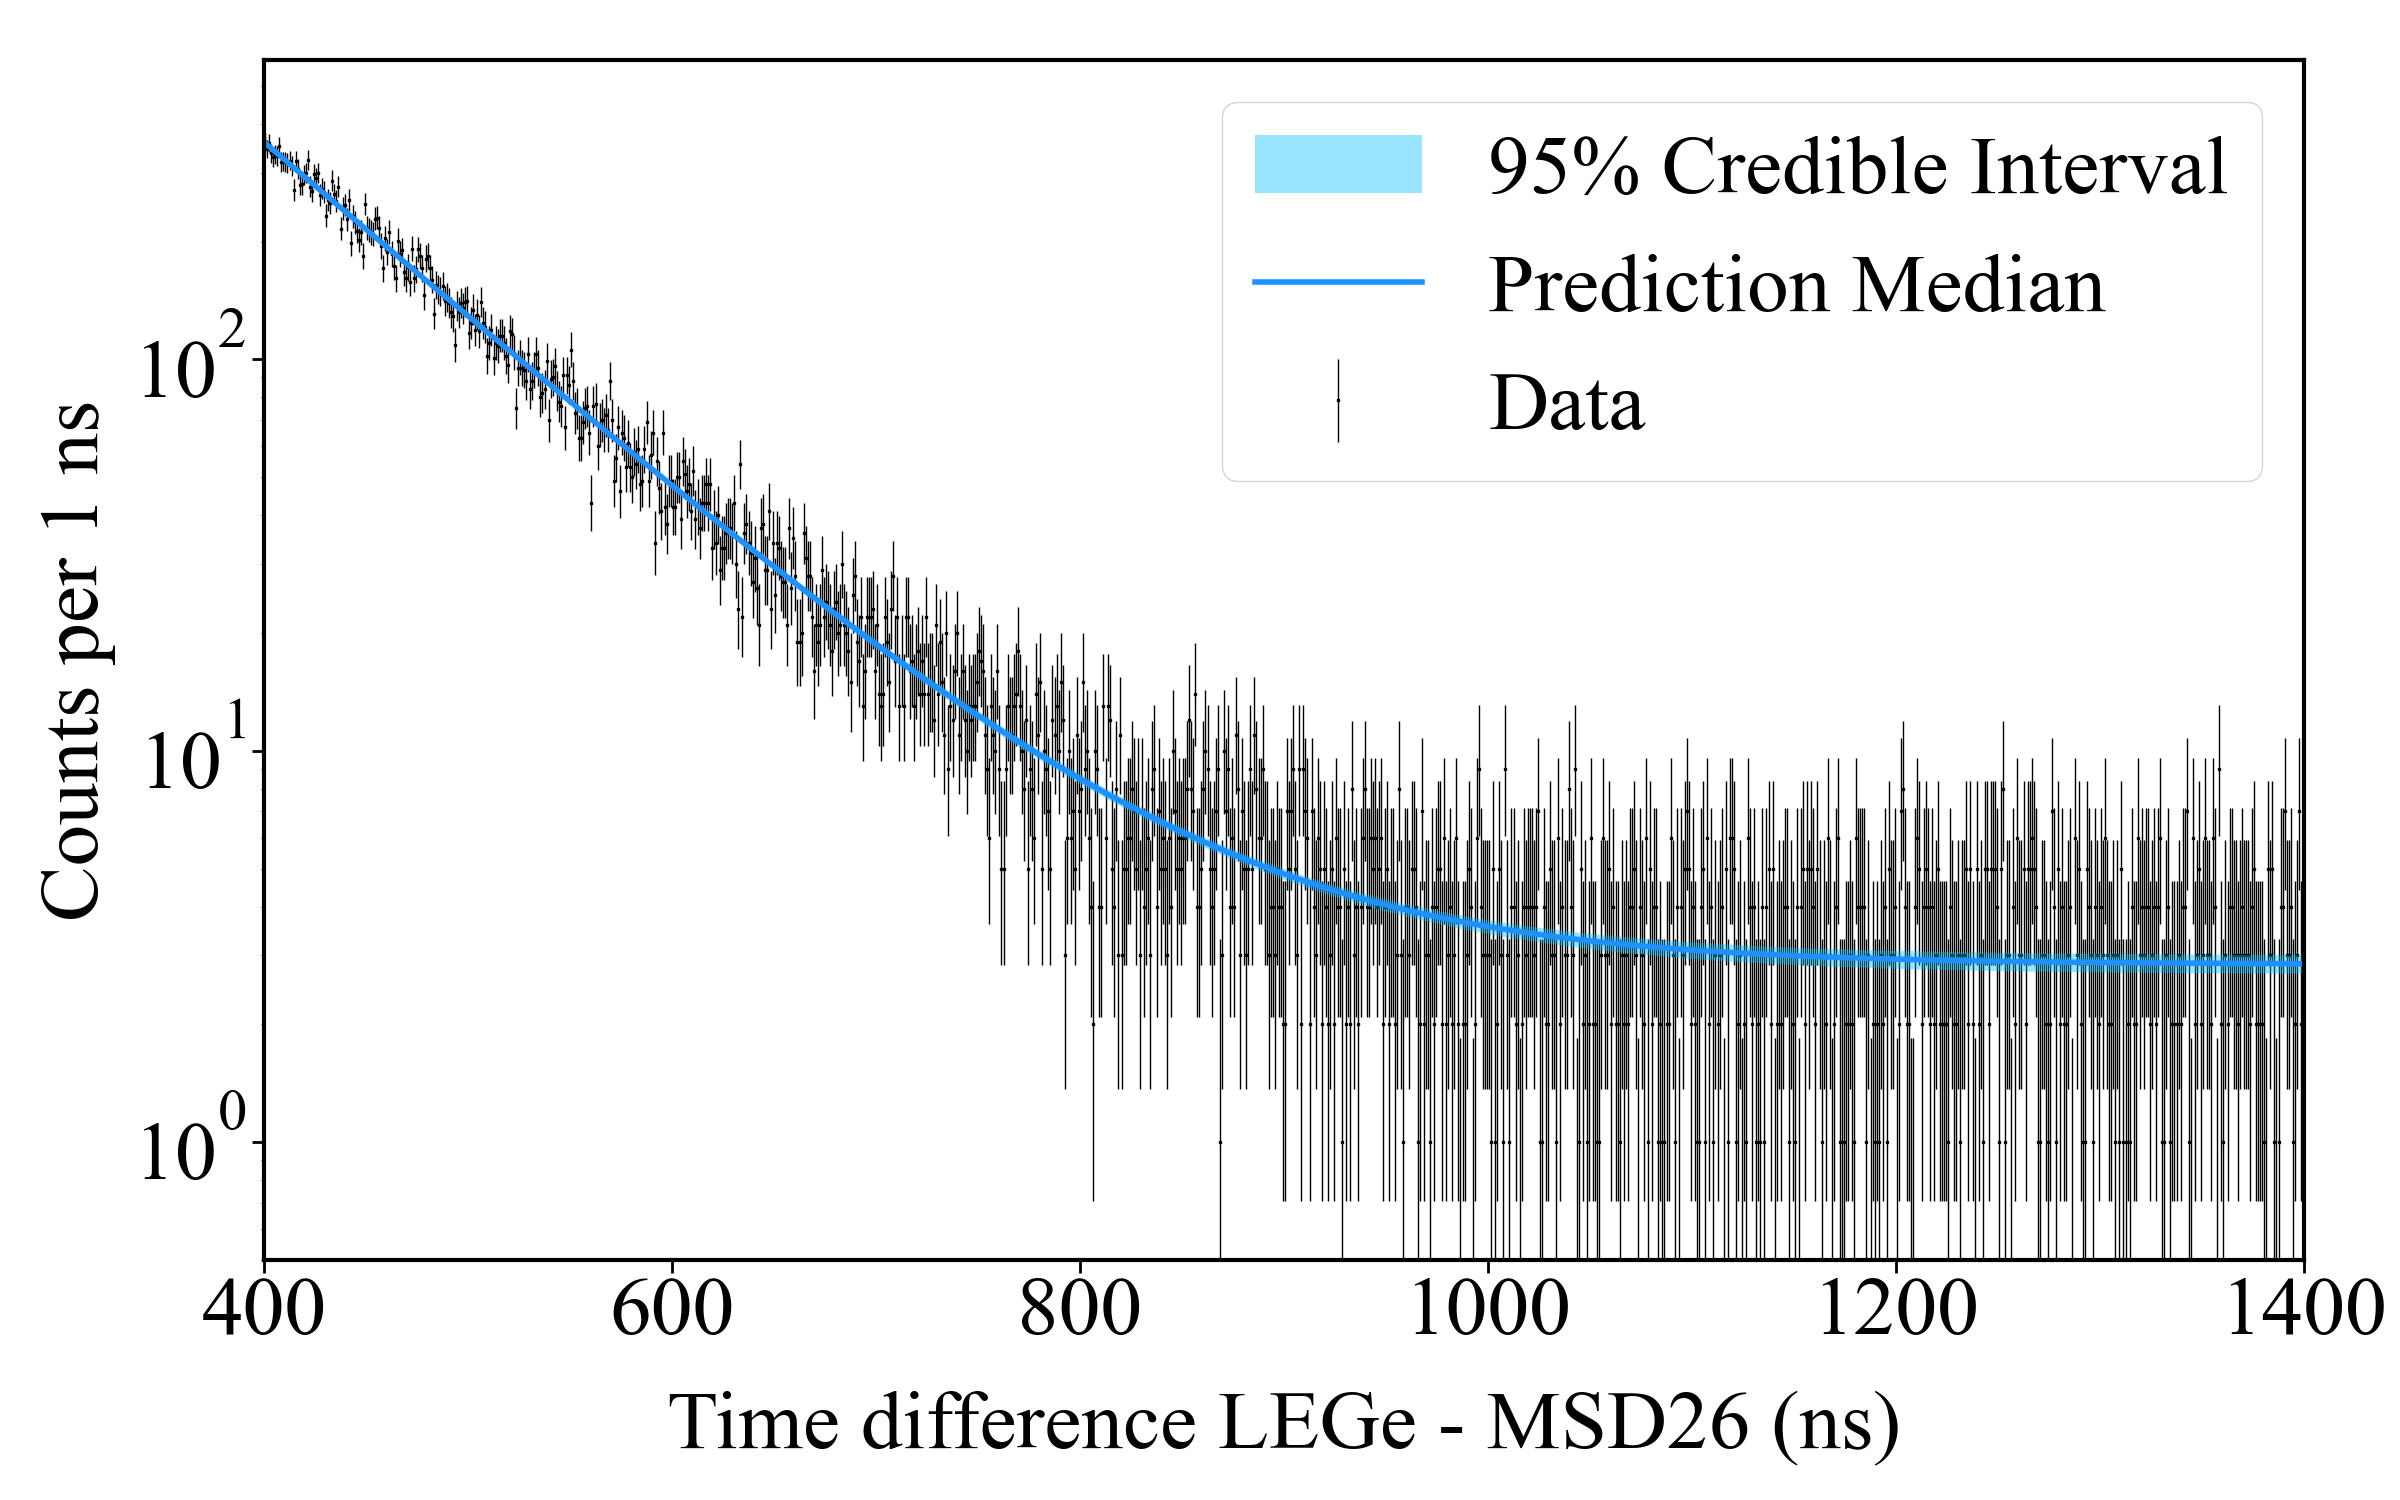 95% Credible Interval
Prediction Median
Data
Counts per 1 ns
10^2
10^1
10^0
400 600 800 1000 1200 1400
Time difference LEGe - MSD26 (ns)